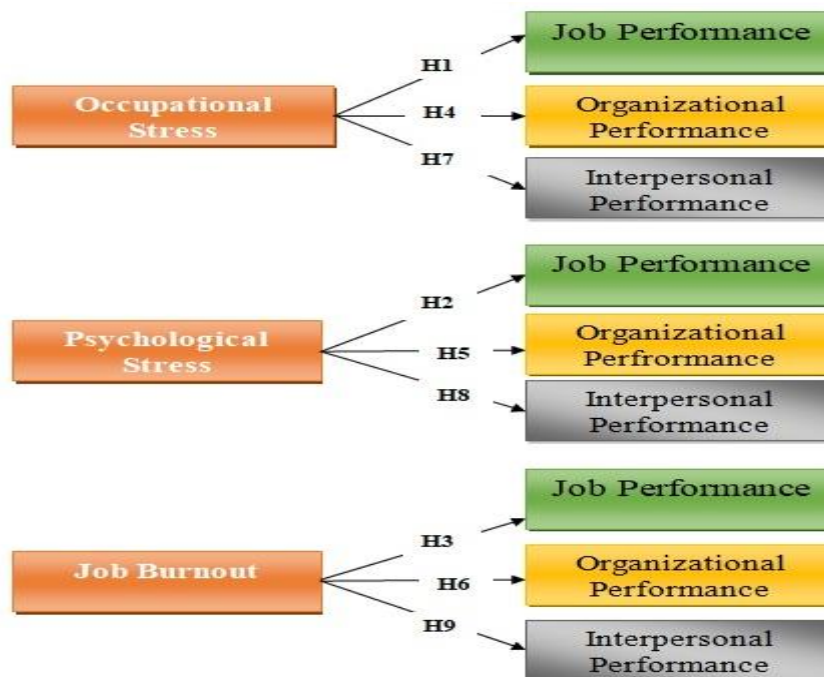 Job Performance
H1
Occupational
Stress
H4
Organizational
Performance
H7
Interpersonal
Performance
Job Performance
H2
Psychological
Stress
H5
Organizational
Perfrormance
H8
Interpersonal
Performance
Job Performance
H3
Job Burnout
H6
Organizational
Performance
H9
Interpersonal
Performance